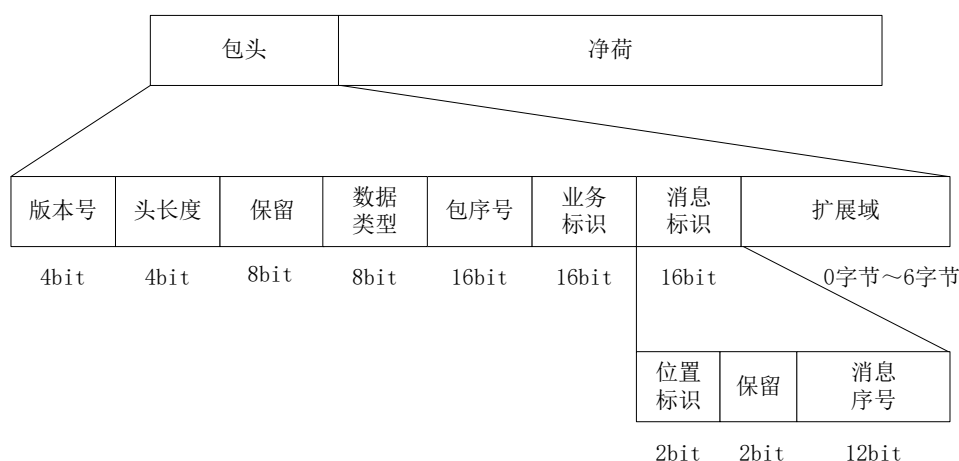 包头
净荷
版本号
头长度
保留
数据
类型
包序号
业务
标识
消息
标识
扩展域
4bit
4bit
8bit
8bit
16bit
16bit
16bit
0字节～6字节
位置
标识
保留
消息
序号
2bit
2bit
12bit